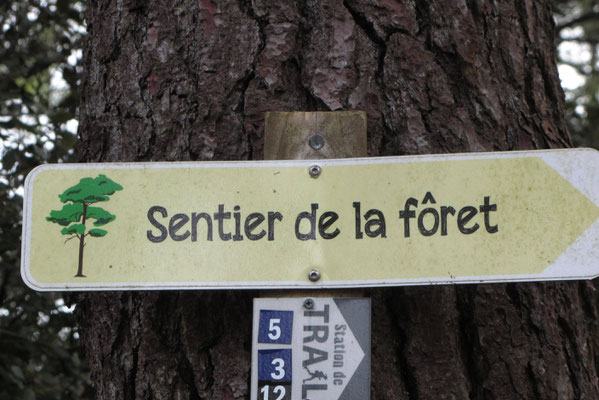 Sentier de la fôret
Station de
TRAIL
5
3
12